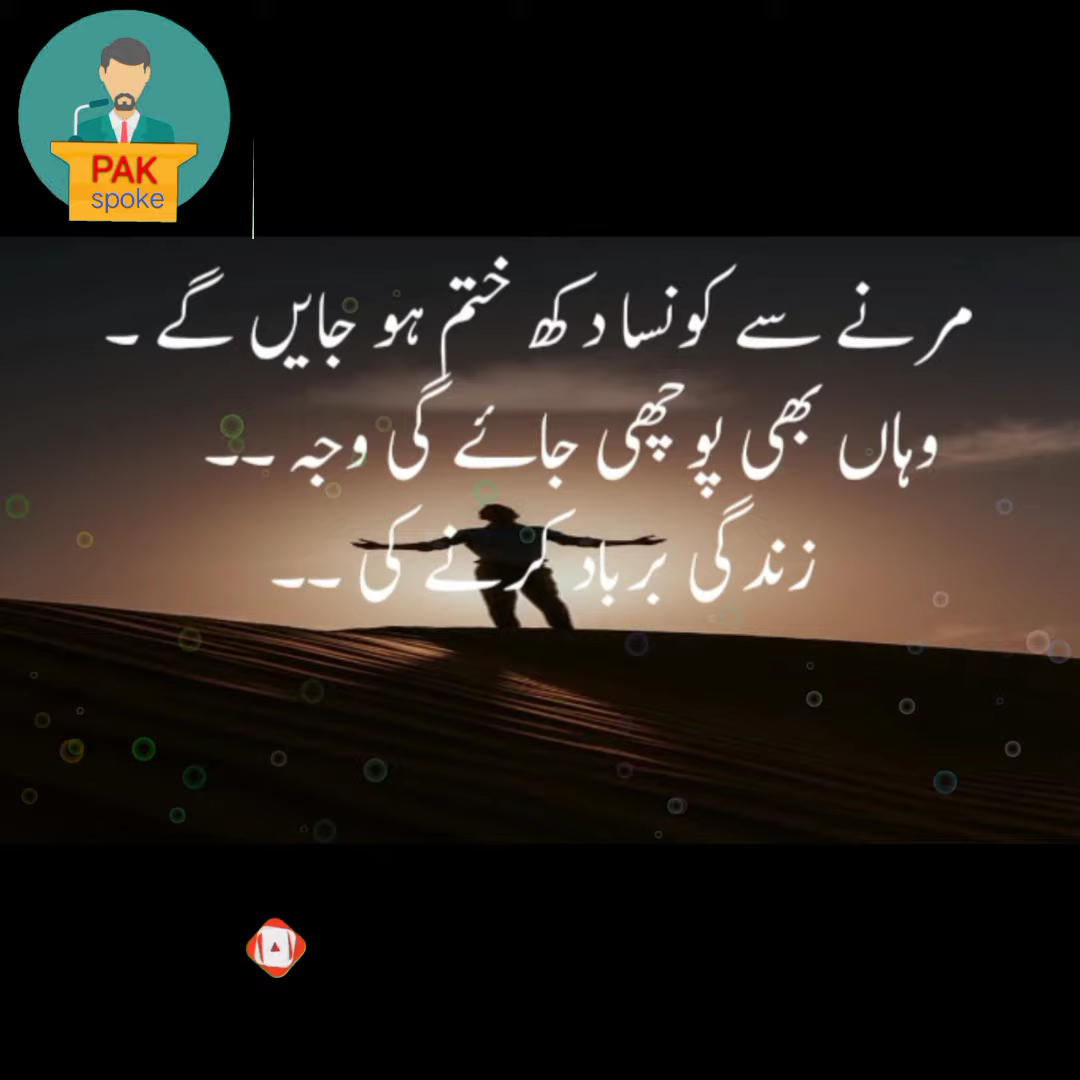 PAK
spoke
مرنے سے کونسا دکھ ختم ہو جایں گے ۔
وہاں بھی پوچھی جائے گی وجہ ۔۔
زندگی برباد کرنے کی ۔۔